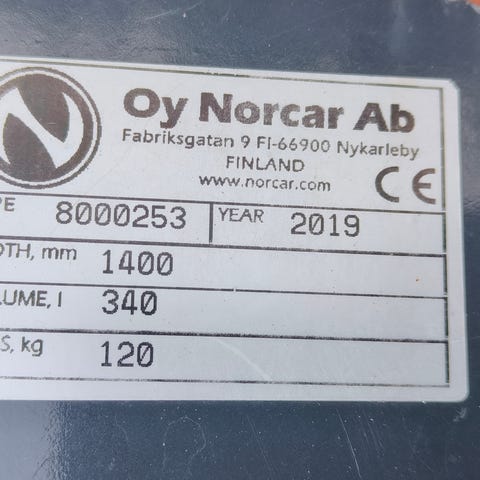 Oy Norcar Ab
Fabriksgatan 9 FI-66900 Nykarleby
FINLAND
www.norcar.com CE
PE 8000253 YEAR 2019
DTH, mm 1400
LUME, l 340
S, kg 120